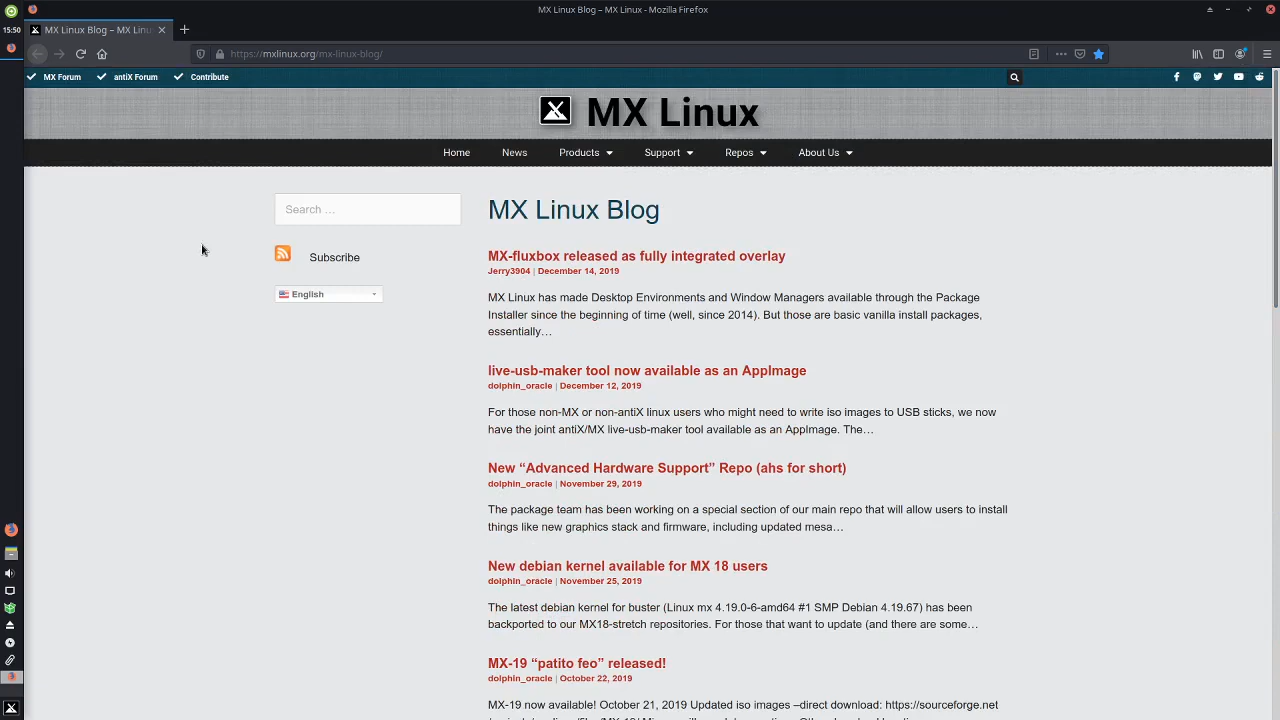 MX Linux Blog – MX Linux - Mozilla Firefox
15:50
MX Linux Blog – MX Linu
https://mxlinux.org/mx-linux-blog/
MX Forum antiX Forum Contribute
MX Linux
Home News Products Support Repos About Us
Search …
Subscribe
English
MX Linux Blog
MX-fluxbox released as fully integrated overlay
Jerry3904 | December 14, 2019
MX Linux has made Desktop Environments and Window Managers available through the Package
Installer since the beginning of time (well, since 2014). But those are basic vanilla install packages,
essentially…
live-usb-maker tool now available as an AppImage
dolphin_oracle | December 12, 2019
For those non-MX or non-antiX linux users who might need to write iso images to USB sticks, we now
have the joint antiX/MX live-usb-maker tool available as an AppImage. The…
New “Advanced Hardware Support” Repo (ahs for short)
dolphin_oracle | November 29, 2019
The package team has been working on a special section of our main repo that will allow users to install
things like new graphics stack and firmware, including updated mesa…
New debian kernel available for MX 18 users
dolphin_oracle | November 25, 2019
The latest debian kernel for buster (Linux mx 4.19.0-6-amd64 #1 SMP Debian 4.19.67) has been
backported to our MX18-stretch repositories. For those that want to update (and there are some…
MX-19 “patito feo” released!
dolphin_oracle | October 22, 2019
MX-19 now available! October 21, 2019 Updated iso images –direct download: https://sourceforge.net